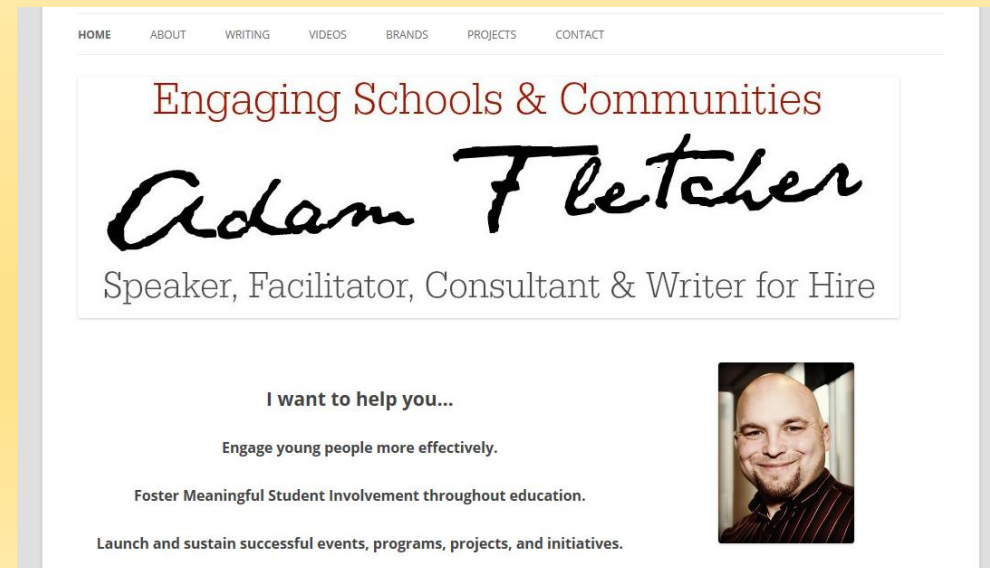 HOME ABOUT WRITING VIDEOS BRANDS PROJECTS CONTACT
Engaging Schools & Communities
Adam Fletcher
Speaker, Facilitator, Consultant & Writer for Hire
I want to help you...
Engage young people more effectively.
Foster Meaningful Student Involvement throughout education.
Launch and sustain successful events, programs, projects, and initiatives.